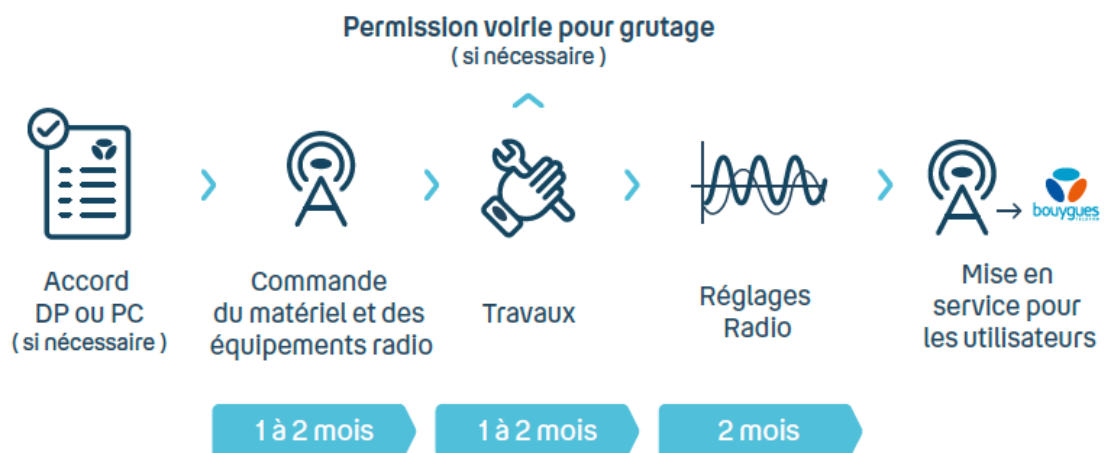 Permission voirie pour grutage
( si nécessaire )
Accord
DP ou PC
( si nécessaire )
Commande
du matériel et des
équipements radio
Travaux
Réglages
Radio
bouygues
TELECOM
Mise en
service pour
les utilisateurs
1 à 2 mois
1 à 2 mois
2 mois